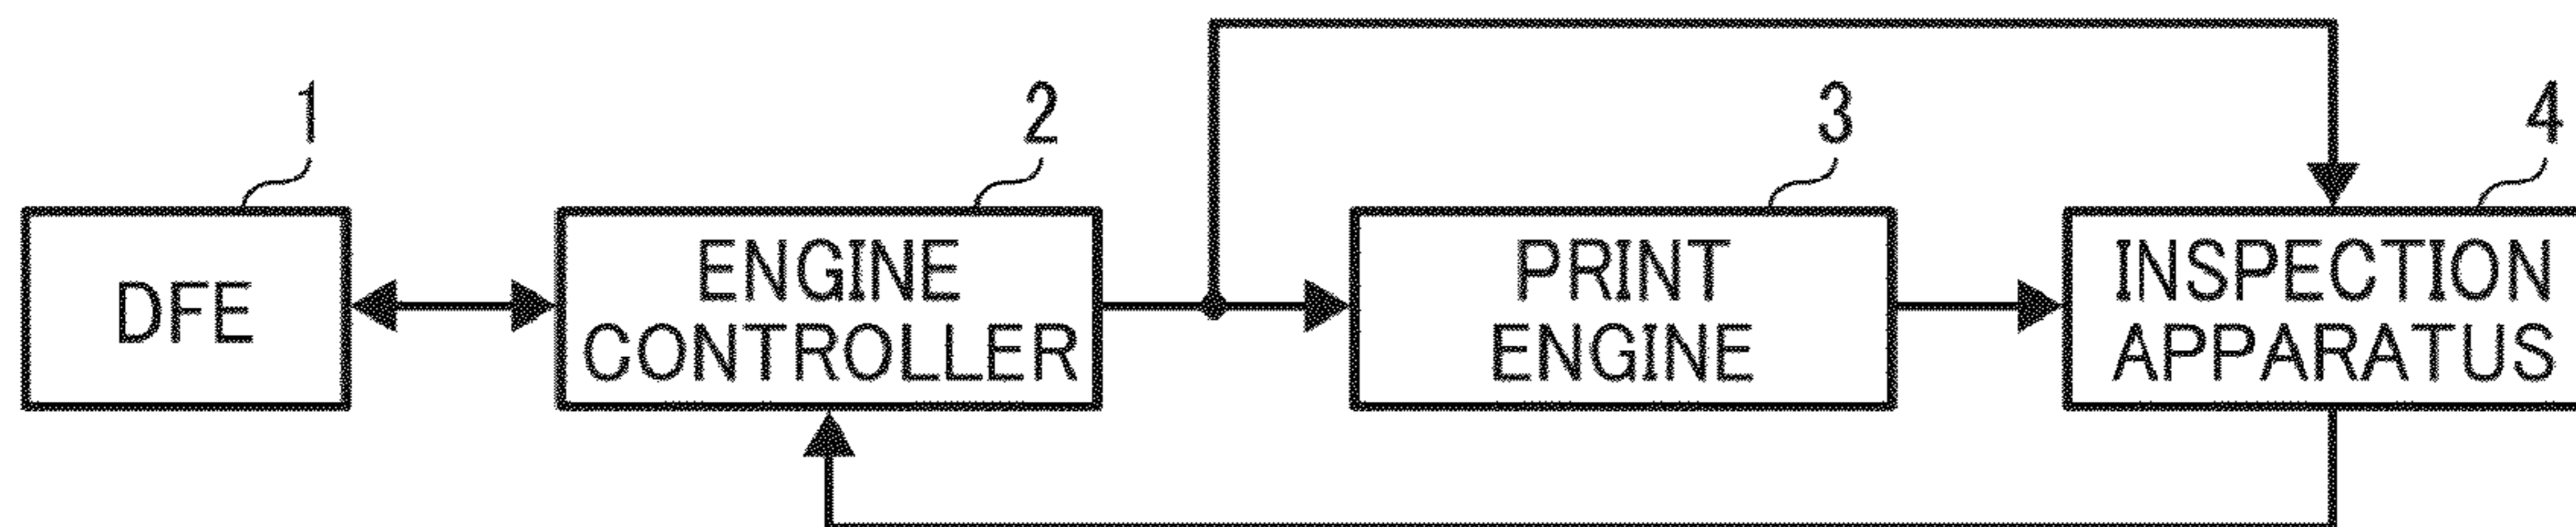 1
2
3
4
DFE
ENGINE
CONTROLLER
PRINT
ENGINE
INSPECTION
APPARATUS